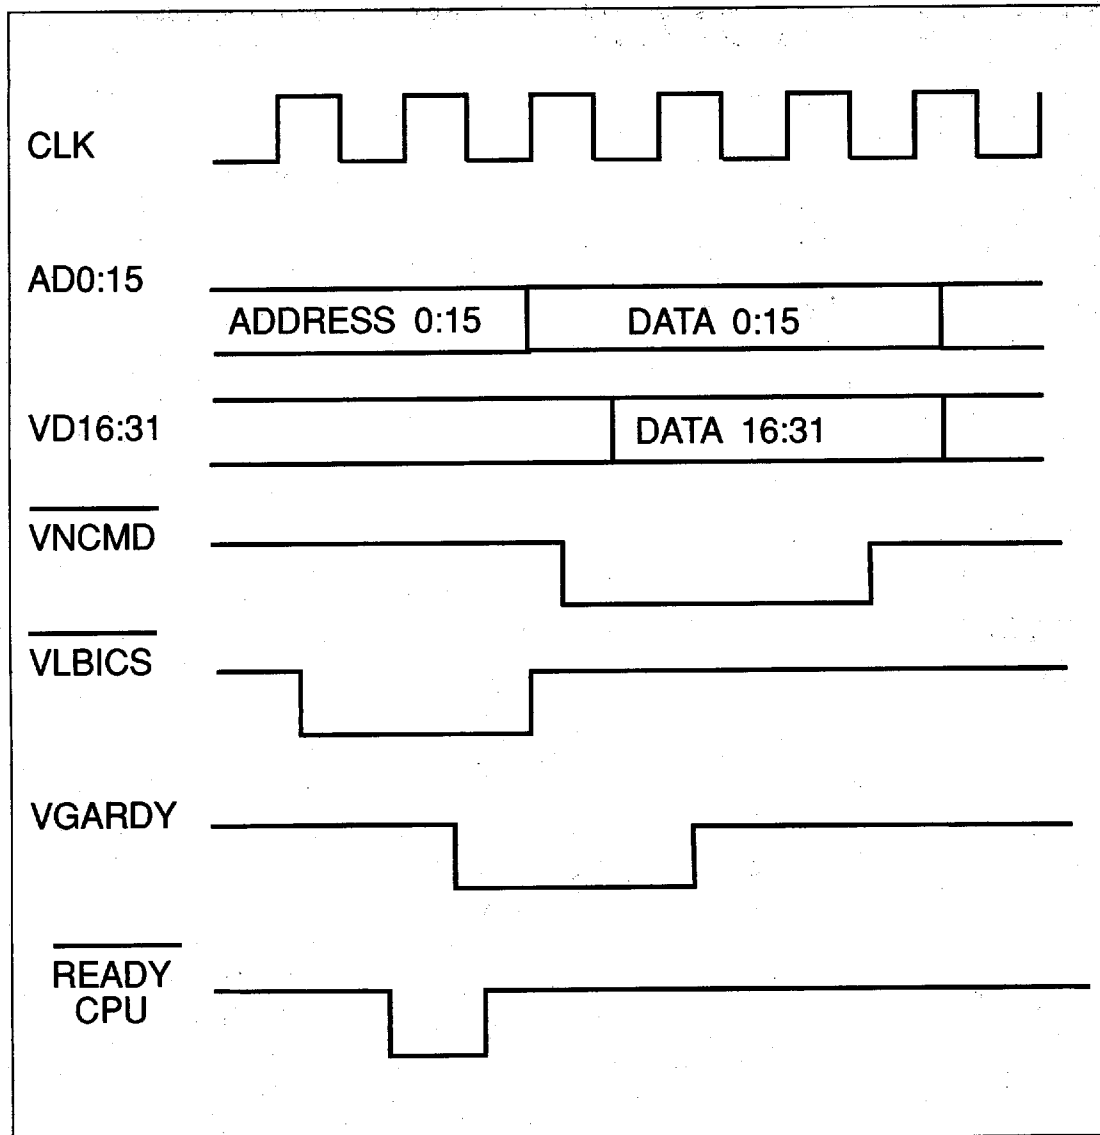 CLK
AD0:15
ADDRESS 0:15
DATA 0:15
VD16:31
DATA 16:31
VNCMD
VLBICS
VGARDY
READY
CPU